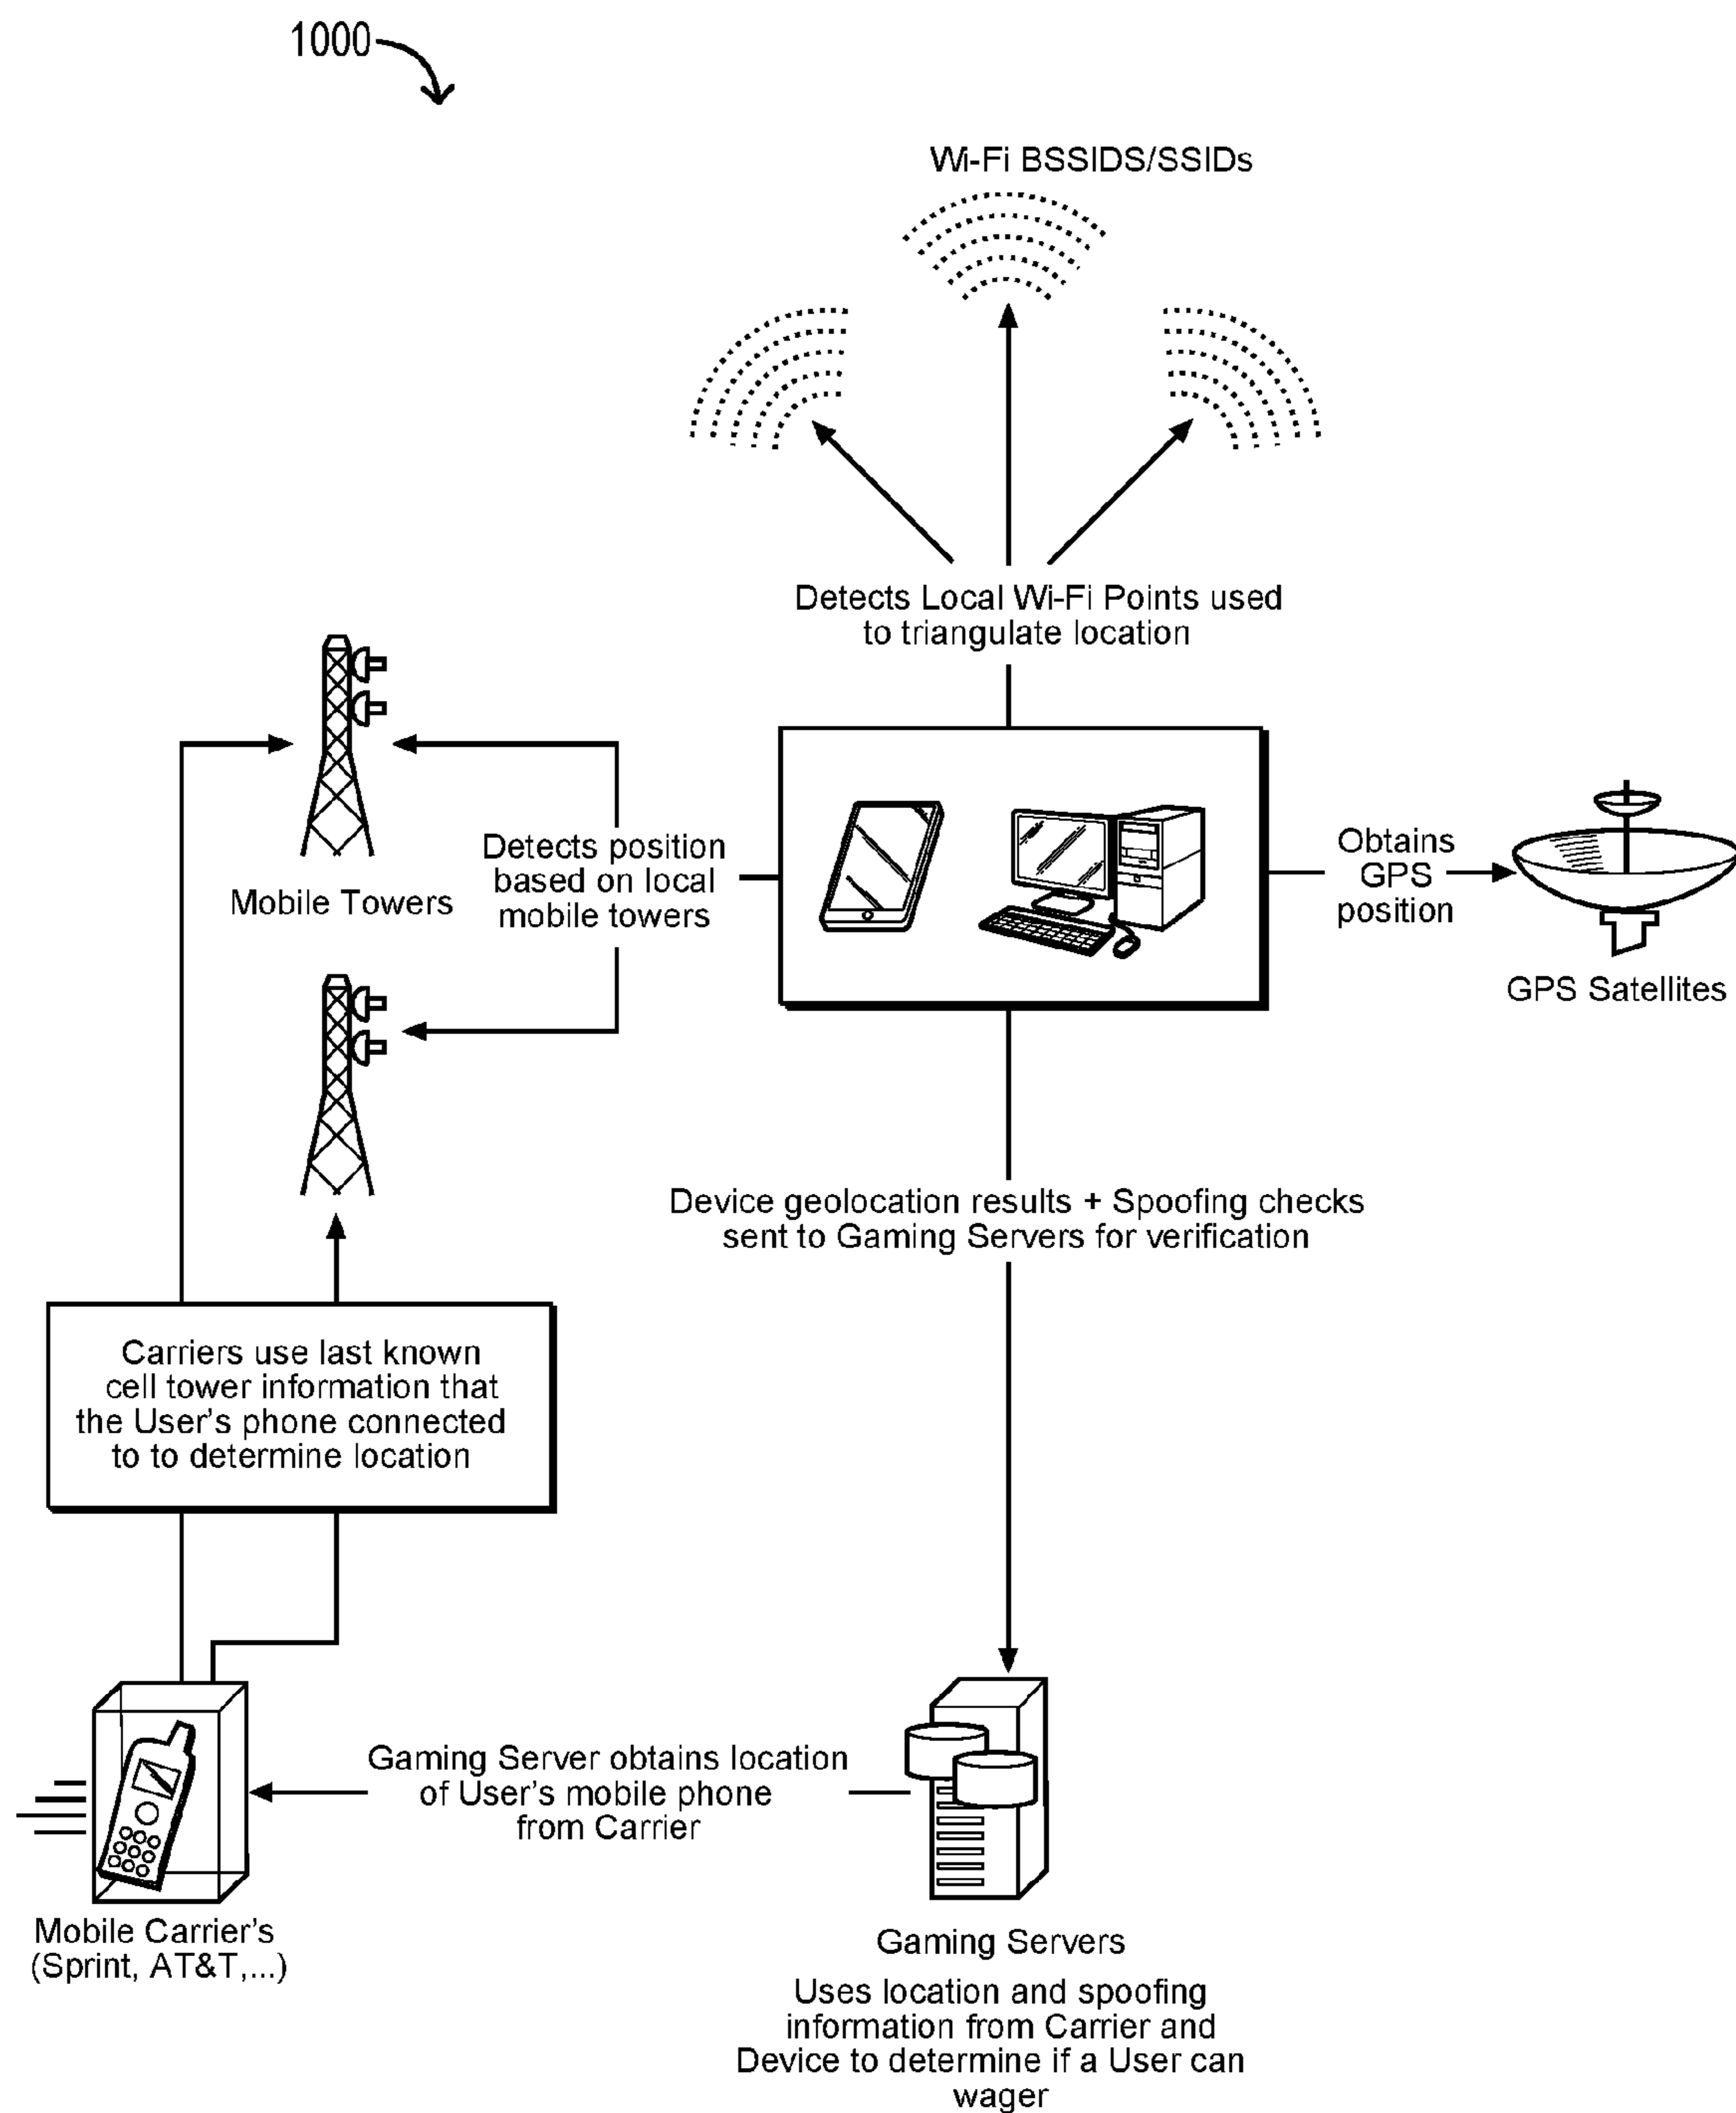 1000
Wi-Fi BSSIDS/SSIDs
Detects Local Wi-Fi Points used
to triangulate location
Detects position
based on local
mobile towers
Mobile Towers
Obtains
GPS
position
GPS Satellites
Device geolocation results + Spoofing checks
sent to Gaming Servers for verification
Carriers use last known
cell tower information that
the User's phone connected
to to determine location
Gaming Server obtains location
of User's mobile phone
from Carrier
Mobile Carrier's
(Sprint, AT&T,...)
Gaming Servers
Uses location and spoofing
information from Carrier and
Device to determine if a User can
wager